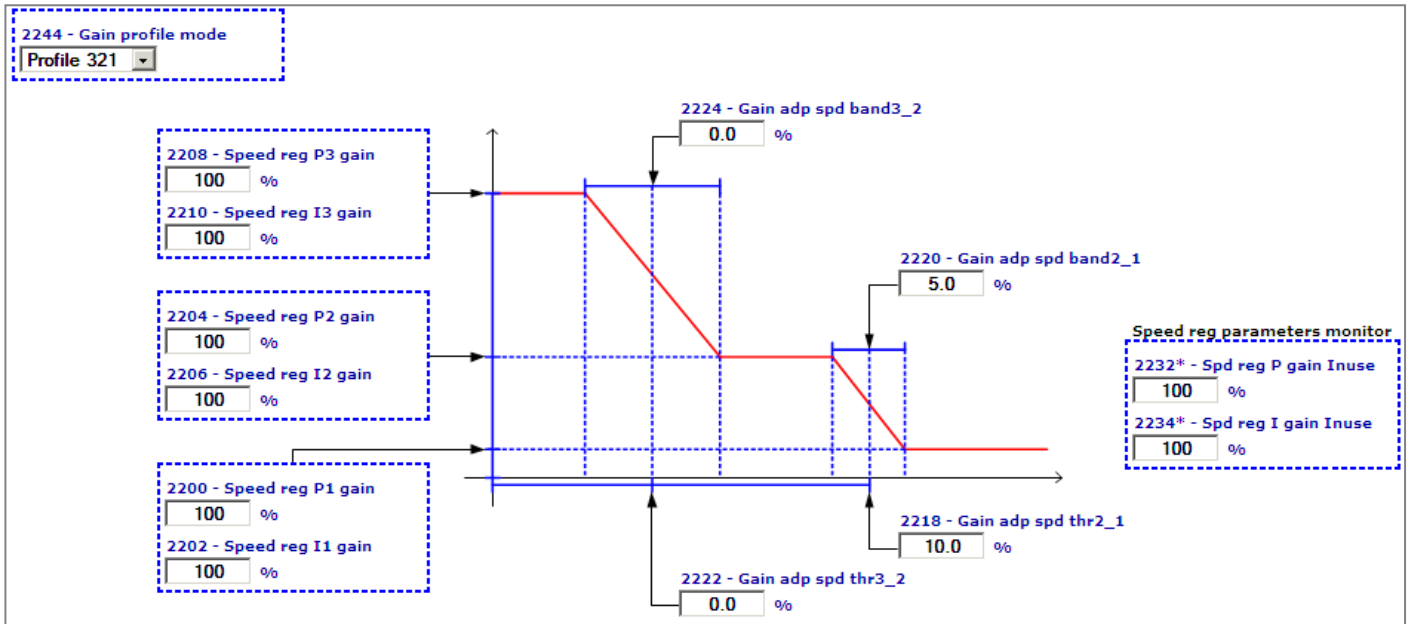 2244 - Gain profile mode
Profile 321
2224 - Gain adp spd band3_2
0.0 %
2208 - Speed reg P3 gain
100 %
2210 - Speed reg I3 gain
100 %
2220 - Gain adp spd band2_1
5.0 %
2204 - Speed reg P2 gain
100 %
2206 - Speed reg I2 gain
100 %
Speed reg parameters monitor
2232* - Spd reg P gain Inuse
100 %
2234* - Spd reg I gain Inuse
100 %
2200 - Speed reg P1 gain
100 %
2202 - Speed reg I1 gain
100 %
2218 - Gain adp spd thr2_1
10.0 %
2222 - Gain adp spd thr3_2
0.0 %